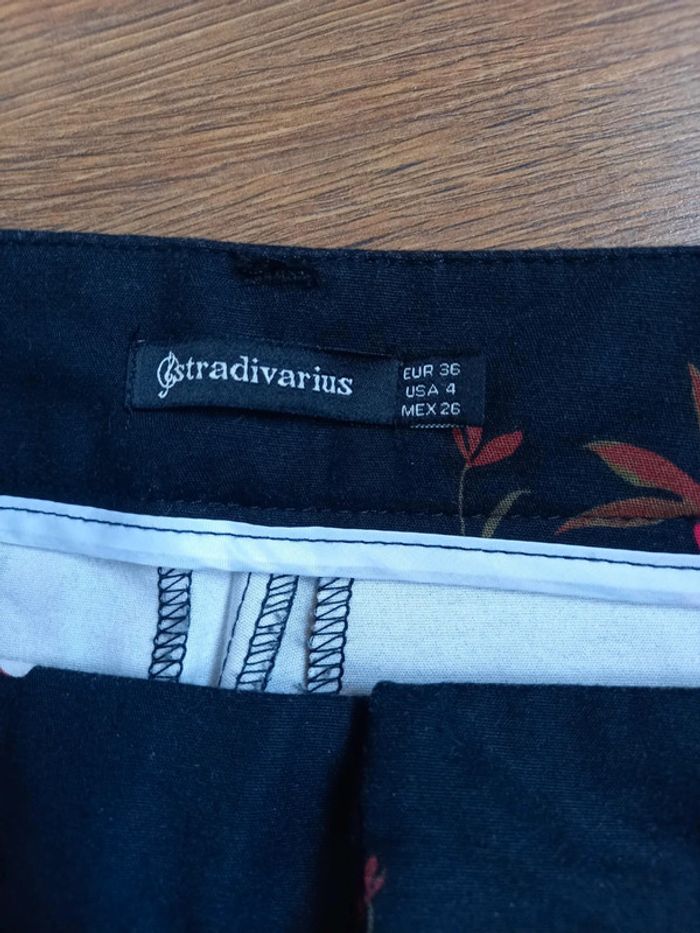 stradivarius
EUR 36
USA 4
MEX 26